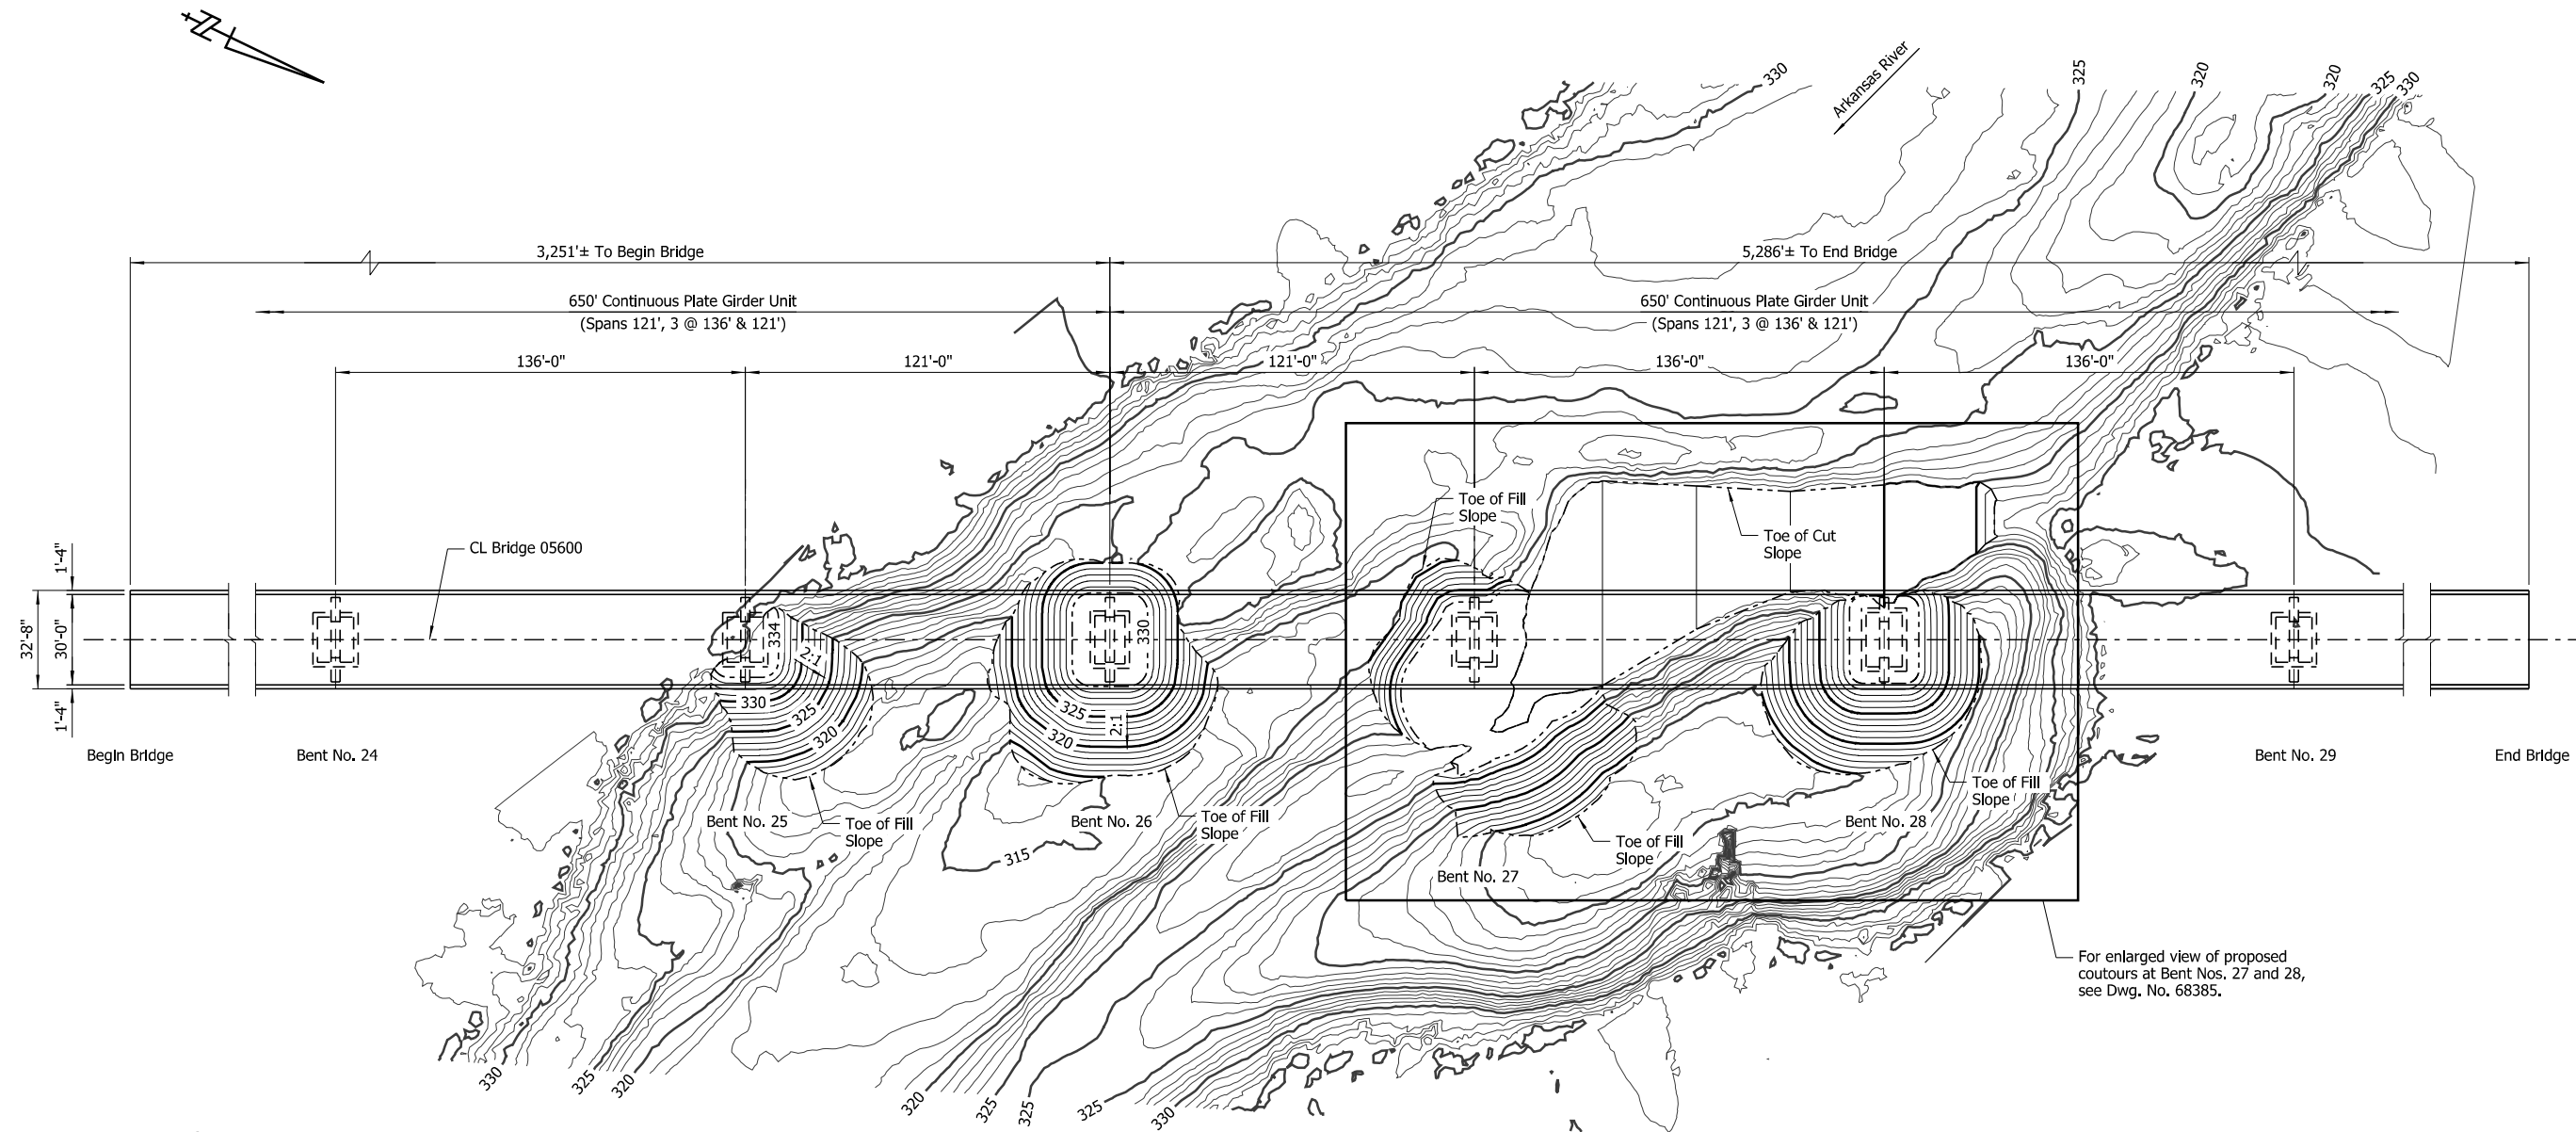 330
Arkansas River
325
320
320
325
330
3,251'± To Begin Bridge
5,286'± To End Bridge
650' Continuous Plate Girder Unit
(Spans 121', 3 @ 136' & 121')
650' Continuous Plate Girder Unit
(Spans 121', 3 @ 136' & 121')
136'-0"
121'-0"
121'-0"
136'-0"
136'-0"
Toe of Fill
Slope
Toe of Cut
Slope
CL Bridge 05600
1'-4"
32'-8"
30'-0"
1'-4"
334
2:1
330
330
325
320
325
320
2:1
Begin Bridge
Bent No. 24
Bent No. 29
End Bridge
Bent No. 25
Toe of Fill
Slope
Bent No. 26
Toe of Fill
Slope
Toe of Fill
Slope
Bent No. 28
Toe of Fill
Slope
Bent No. 27
315
For enlarged view of proposed
coutours at Bent Nos. 27 and 28,
see Dwg. No. 68385.
330
325
320
320
325
325
325
330